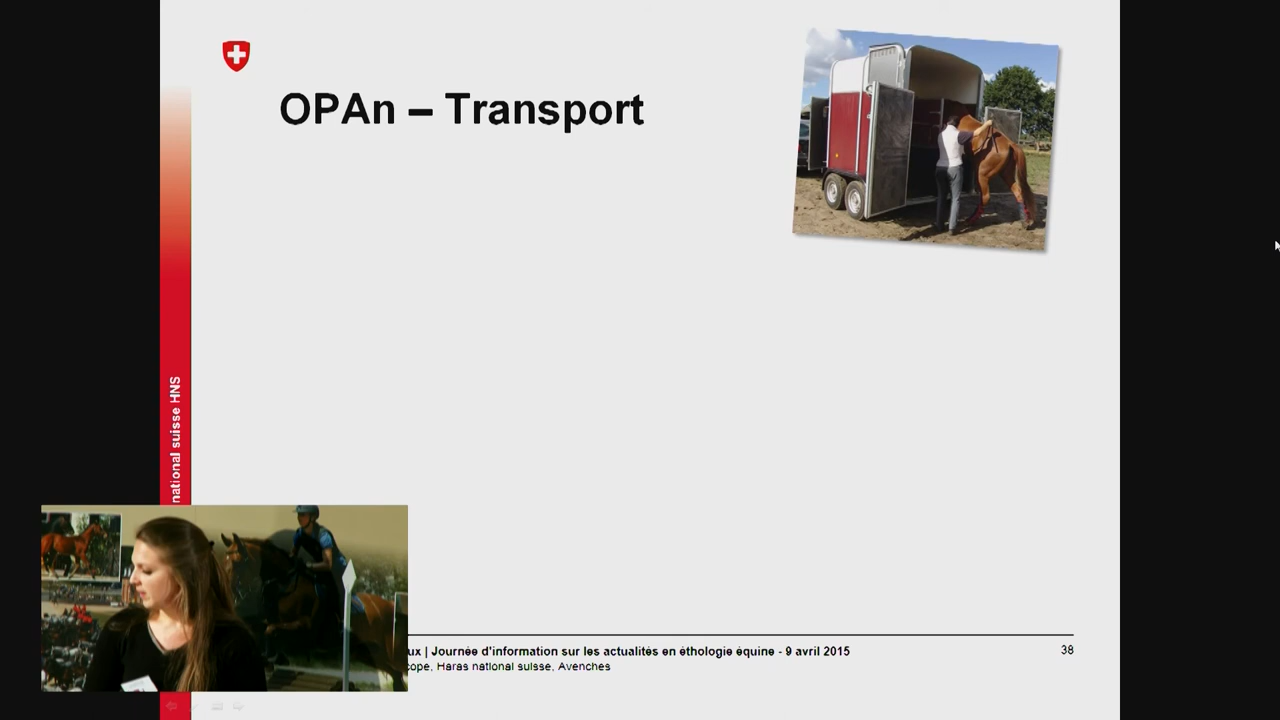 OPAn – Transport
national suisse HNS
ux | Journée d'information sur les actualités en éthologie équine - 9 avril 2015
cope, Haras national suisse, Avenches
38